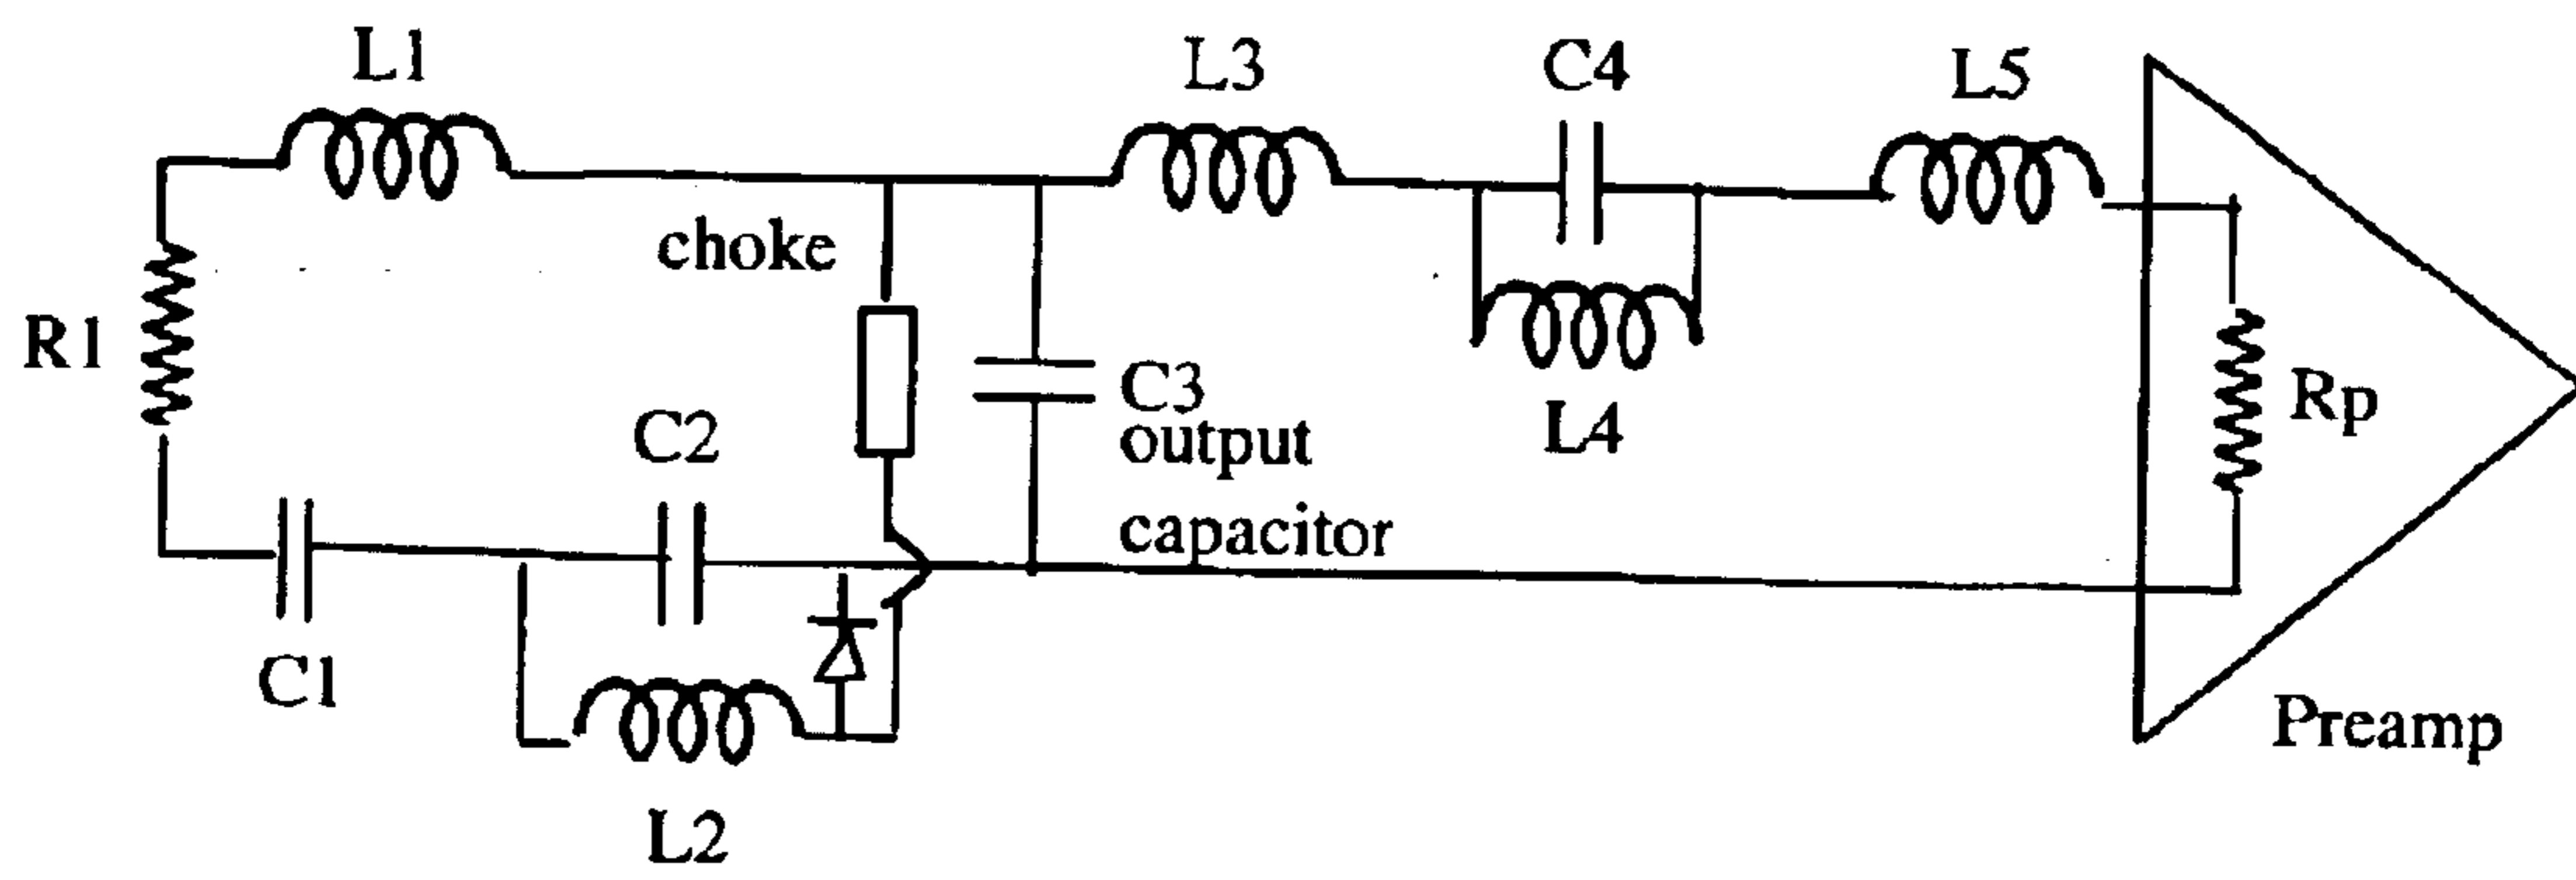 L1
L3
C4
L5
choke
R1
C3
output
capacitor
C2
L4
Rp
C1
L2
Preamp